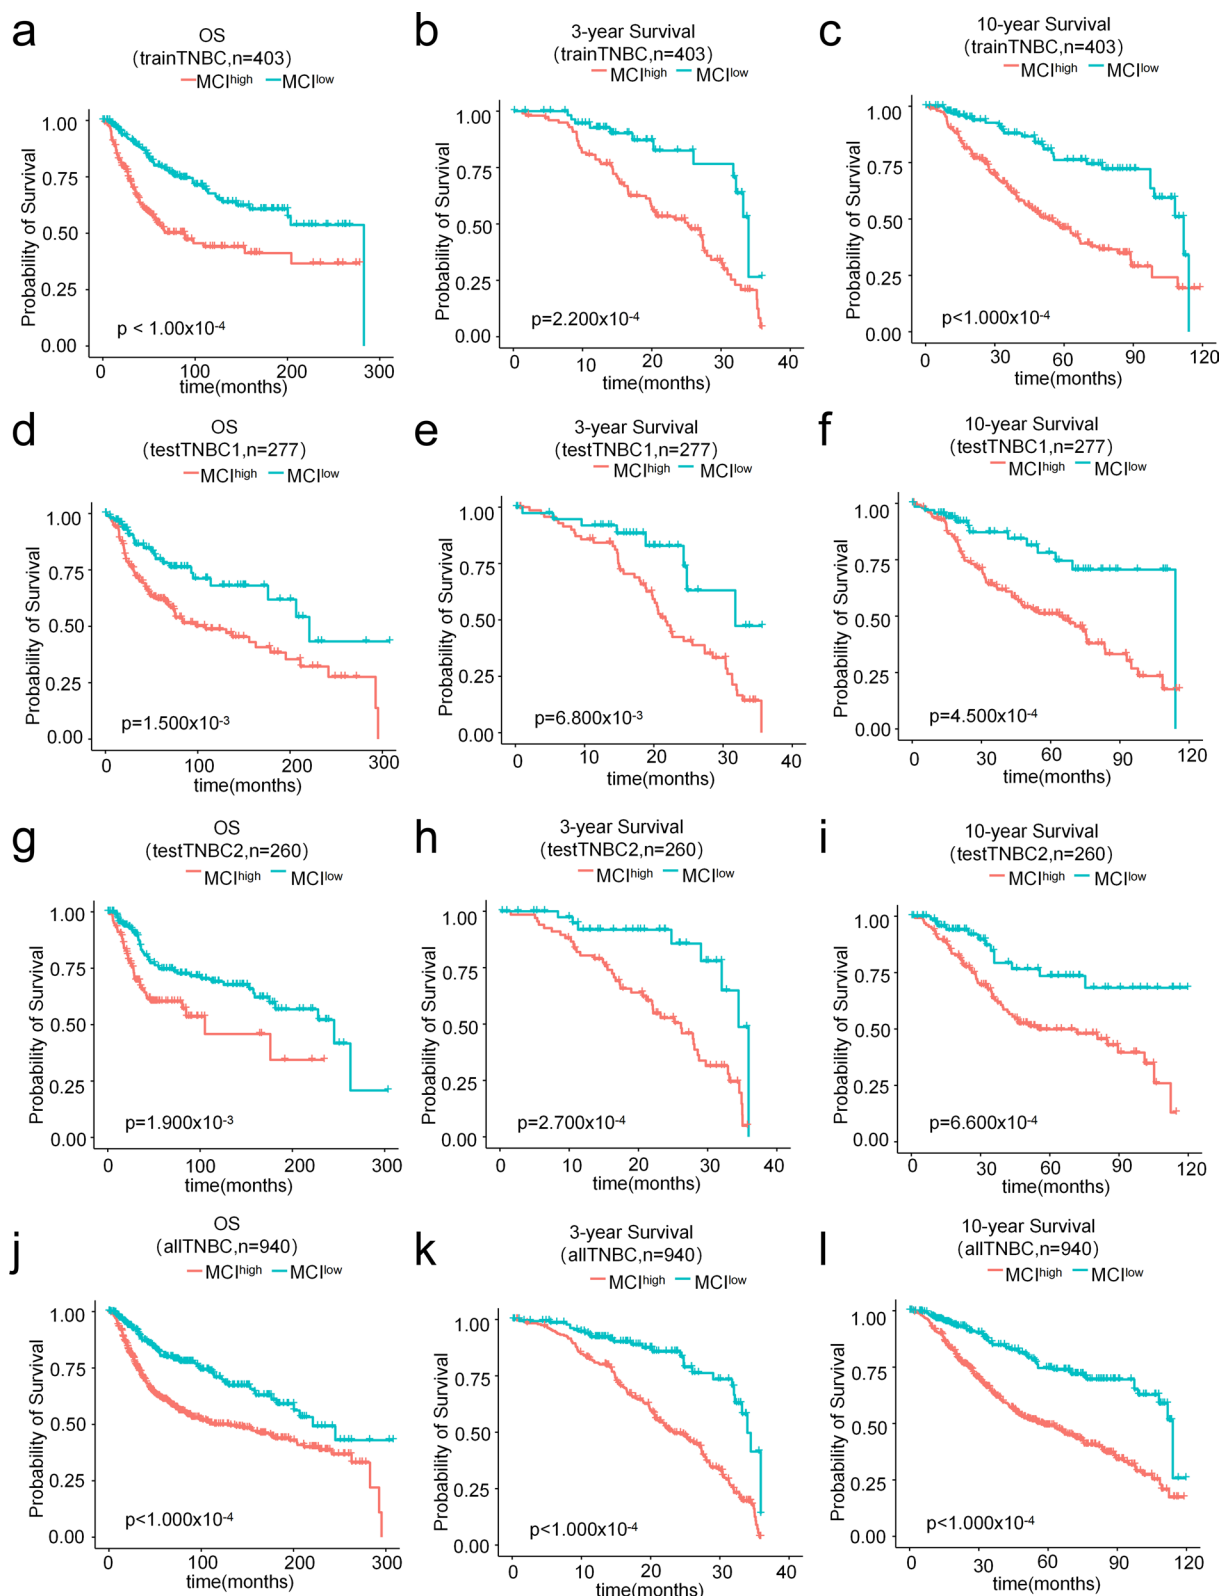 a
OS
(trainTNBC,n=403)
MCIhigh MCIlow
Probability of Survival
1.00
0.75
0.50
0.25
0.00
p < 1.00x10-4
0 100 200 300
time(months)
b
3-year Survival
(trainTNBC,n=403)
MCIhigh MCIlow
Probability of Survival
1.00
0.75
0.50
0.25
0.00
p=2.200x10-4
0 10 20 30 40
time(months)
c
10-year Survival
(trainTNBC,n=403)
MCIhigh MCIlow
Probability of Survival
1.00
0.75
0.50
0.25
0.00
p<1.000x10-4
0 30 60 90 120
time(months)
d
OS
(testTNBC1,n=277)
MCIhigh MCIlow
Probability of Survival
1.00
0.75
0.50
0.25
0.00
p=1.500x10-3
0 100 200 300
time(months)
e
3-year Survival
(testTNBC1,n=277)
MCIhigh MCIlow
Probability of Survival
1.00
0.75
0.50
0.25
0.00
p=6.800x10-3
0 10 20 30 40
time(months)
f
10-year Survival
(testTNBC1,n=277)
MCIhigh MCIlow
Probability of Survival
1.00
0.75
0.50
0.25
0.00
p=4.500x10-4
0 30 60 90 120
time(months)
g
OS
(testTNBC2,n=260)
MCIhigh MCIlow
Probability of Survival
1.00
0.75
0.50
0.25
0.00
p=1.900x10-3
0 100 200 300
time(months)
h
3-year Survival
(testTNBC2,n=260)
MCIhigh MCIlow
Probability of Survival
1.00
0.75
0.50
0.25
0.00
p=2.700x10-4
0 10 20 30 40
time(months)
i
10-year Survival
(testTNBC2,n=260)
MCIhigh MCIlow
Probability of Survival
1.00
0.75
0.50
0.25
0.00
p=6.600x10-4
0 30 60 90 120
time(months)
j
OS
(allTNBC,n=940)
MCIhigh MCIlow
Probability of Survival
1.00
0.75
0.50
0.25
0.00
p<1.000x10-4
0 100 200 300
time(months)
k
3-year Survival
(allTNBC,n=940)
MCIhigh MCIlow
Probability of Survival
1.00
0.75
0.50
0.25
0.00
p<1.000x10-4
0 10 20 30 40
time(months)
l
10-year Survival
(allTNBC,n=940)
MCIhigh MCIlow
Probability of Survival
1.00
0.75
0.50
0.25
0.00
p<1.000x10-4
0 30 60 90 120
time(months)